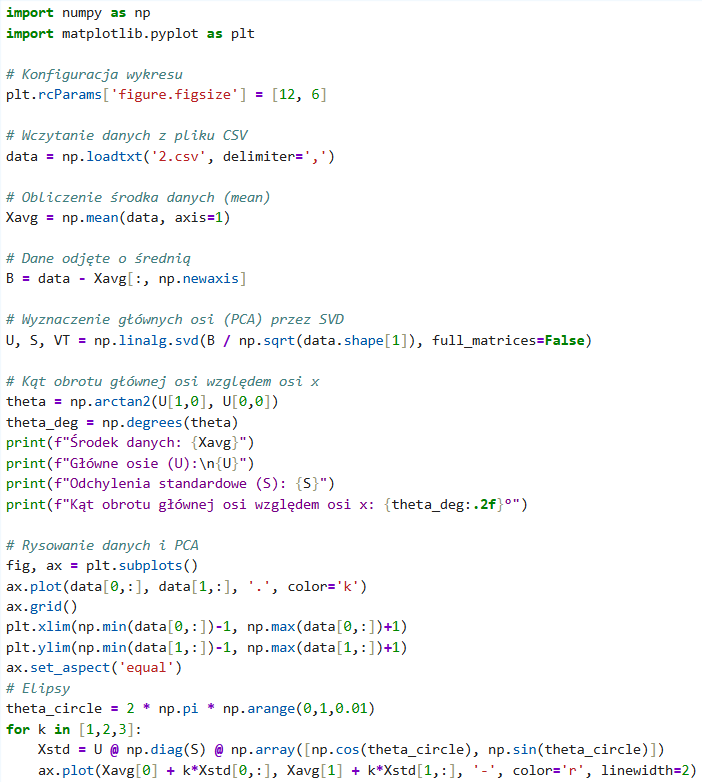 import numpy as np
import matplotlib.pyplot as plt

# Konfiguracja wykresu
plt.rcParams['figure.figsize'] = [12, 6]

# Wczytanie danych z pliku CSV
data = np.loadtxt('2.csv', delimiter=',')

# Obliczenie środka danych (mean)
Xavg = np.mean(data, axis=1)

# Dane odjęte o średnią
B = data - Xavg[:, np.newaxis]

# Wyznaczenie głównych osi (PCA) przez SVD
U, S, VT = np.linalg.svd(B / np.sqrt(data.shape[1]), full_matrices=False)

# Kąt obrotu głównej osi względem osi x
theta = np.arctan2(U[1,0], U[0,0])
theta_deg = np.degrees(theta)
print(f"Środek danych: {Xavg}")
print(f"Główne osie (U):\n{U}")
print(f"Odchylenia standardowe (S): {S}")
print(f"Kąt obrotu głównej osi względem osi x: {theta_deg:.2f}°")

# Rysowanie danych i PCA
fig, ax = plt.subplots()
ax.plot(data[0,:], data[1,:], '.', color='k')
ax.grid()
plt.xlim(np.min(data[0,:])-1, np.max(data[0,:])+1)
plt.ylim(np.min(data[1,:])-1, np.max(data[1,:])+1)
ax.set_aspect('equal')
# Elipsy
theta_circle = 2 * np.pi * np.arange(0,1,0.01)
for k in [1,2,3]:
    Xstd = U @ np.diag(S) @ np.array([np.cos(theta_circle), np.sin(theta_circle)])
    ax.plot(Xavg[0] + k*Xstd[0,:], Xavg[1] + k*Xstd[1,:], '-', color='r', linewidth=2)